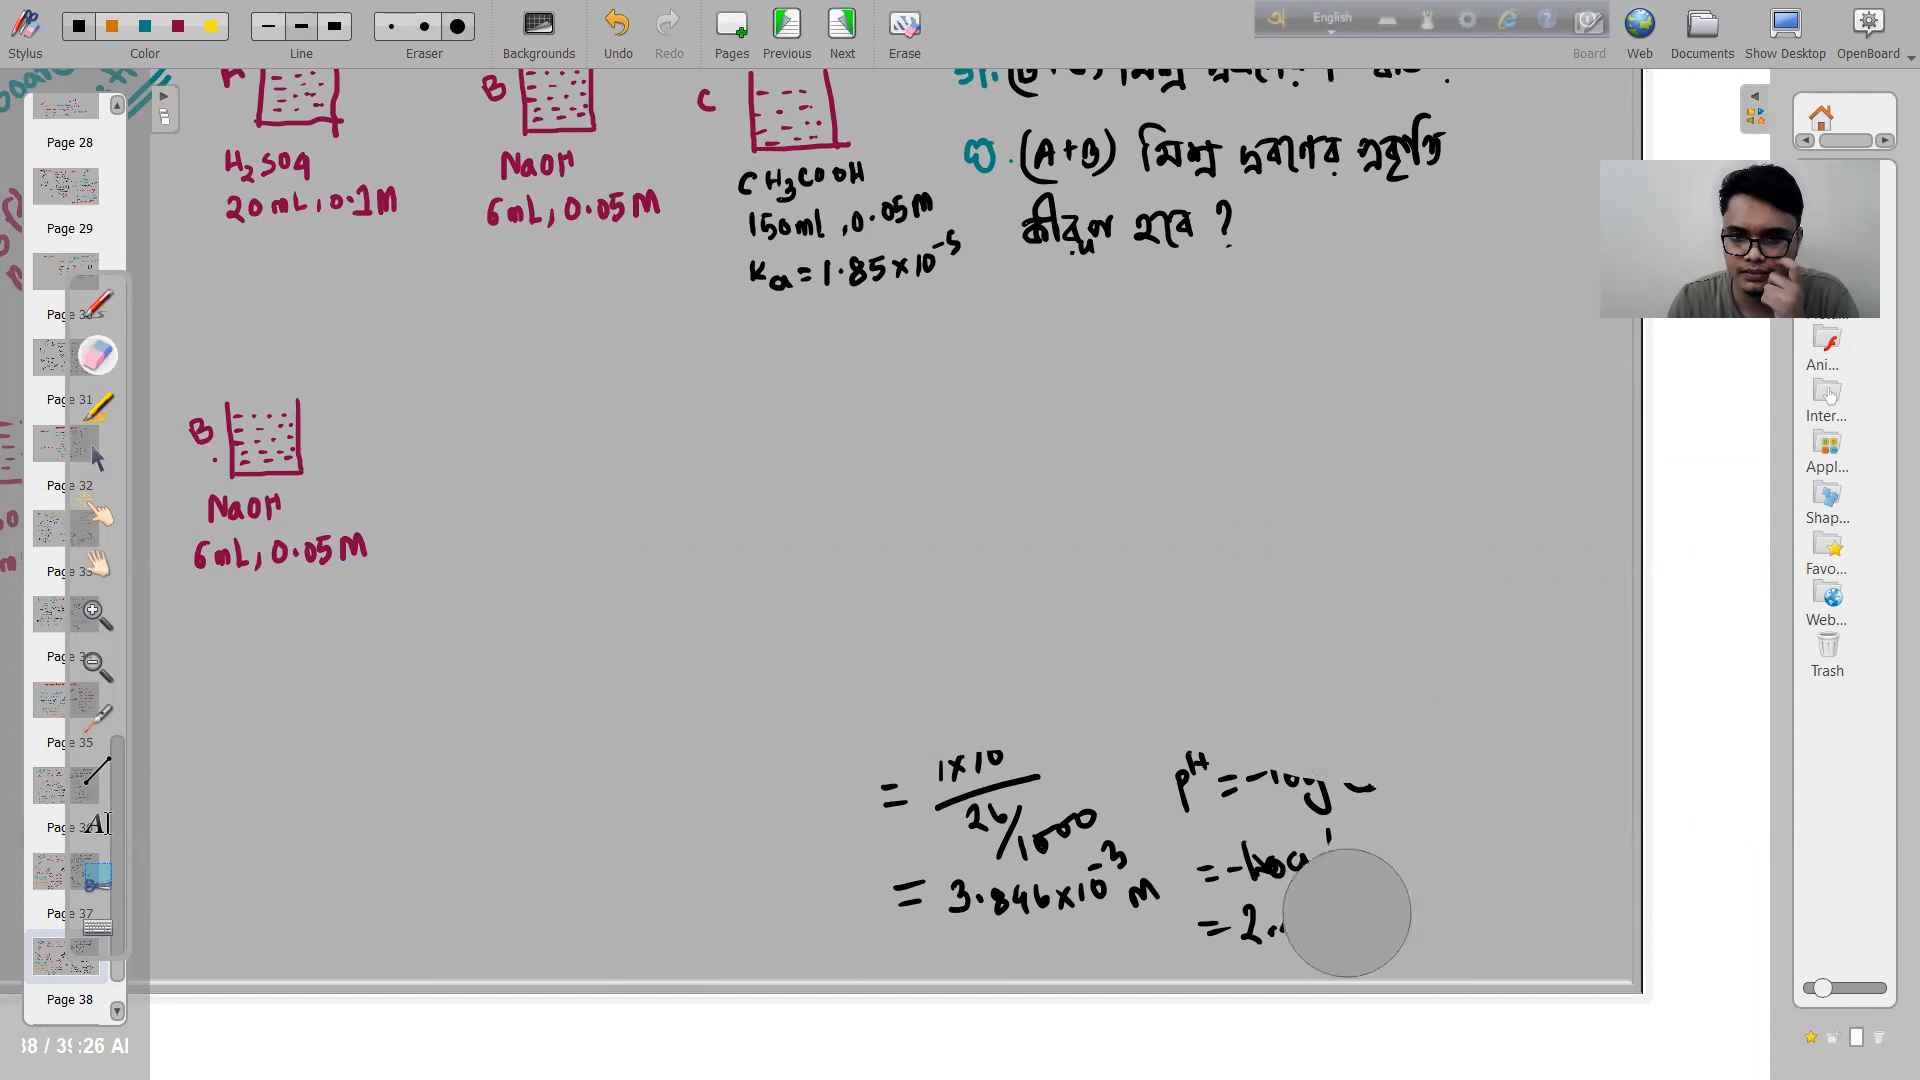 Stylus
Color
Line
Eraser
Backgrounds
Undo
Redo
Pages
Previous
Next
Erase
English
Board
Web
Documents
Show Desktop
OpenBoard
Page 28
Page 29
Page 31
Page 32
Page 35
Page 37
Page 38
A
H₂SO₄
20mL, 0.1M
B
NaOH
6mL, 0.05M
C
CH₃COOH
150ml, 0.05M
Ka = 1.85×10⁻⁵
ঘ. (A+B) মিশ্র দ্রবণের প্রকৃতি
কীরূপ হবে ?
B
NaOH
6mL, 0.05M
= 1×10
26/1000
= 3.846×10⁻³ M
pH = -log
= -log
= 2.
Ani...
Inter...
Appl...
Shap...
Favo...
Web...
Trash